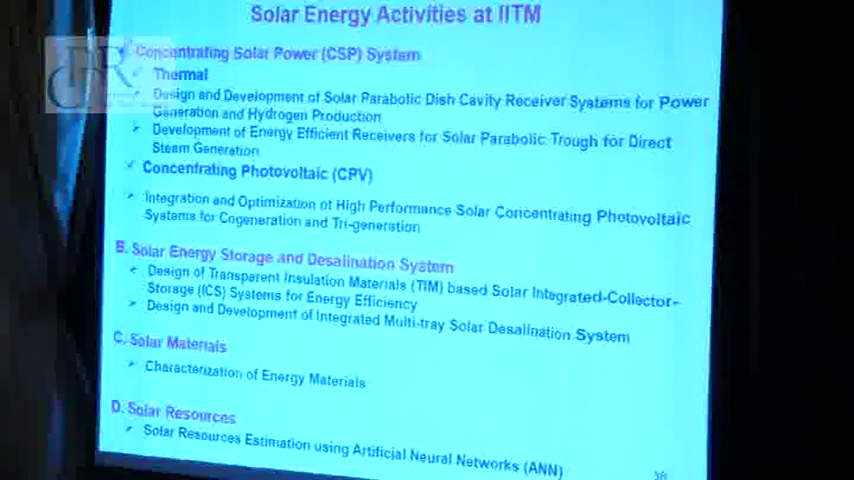 Solar Energy Activities at IITM
Concentrating Solar Power (CSP) System
Thermal
Design and Development of Solar Parabolic Dish Cavity Receiver Systems for Power
Generation and Hydrogen Production
Development of Energy Efficient Receivers for Solar Parabolic Trough for Direct
Steam Generation
Concentrating Photovoltaic (CPV)
Integration and Optimization of High Performance Solar Concentrating Photovoltaic
Systems for Cogeneration and Tri-generation
B. Solar Energy Storage and Desalination System
Design of Transparent Insulation Materials (TIM) based Solar Integrated-Collector-
Storage (ICS) Systems for Energy Efficiency
Design and Development of Integrated Multi-tray Solar Desalination System
C. Solar Materials
Characterization of Energy Materials
D. Solar Resources
Solar Resources Estimation using Artificial Neural Networks (ANN)